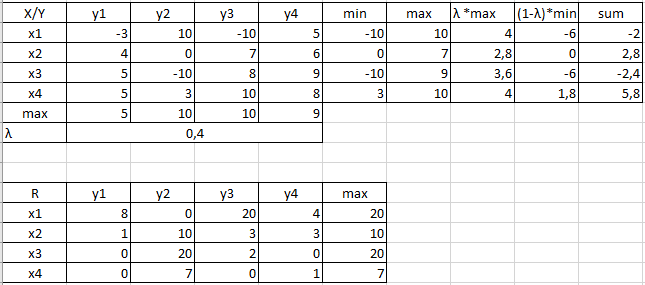 X/Y y1 y2 y3 y4 min max λ *max (1-λ)*min sum
x1 -3 10 -10 5 -10 10 4 -6 -2
x2 4 0 7 6 0 7 2,8 0 2,8
x3 5 -10 8 9 -10 9 3,6 -6 -2,4
x4 5 3 10 8 3 10 4 1,8 5,8
max 5 10 10 9
λ 0,4
R y1 y2 y3 y4 max
x1 8 0 20 4 20
x2 1 10 3 3 10
x3 0 20 2 0 20
x4 0 7 0 1 7